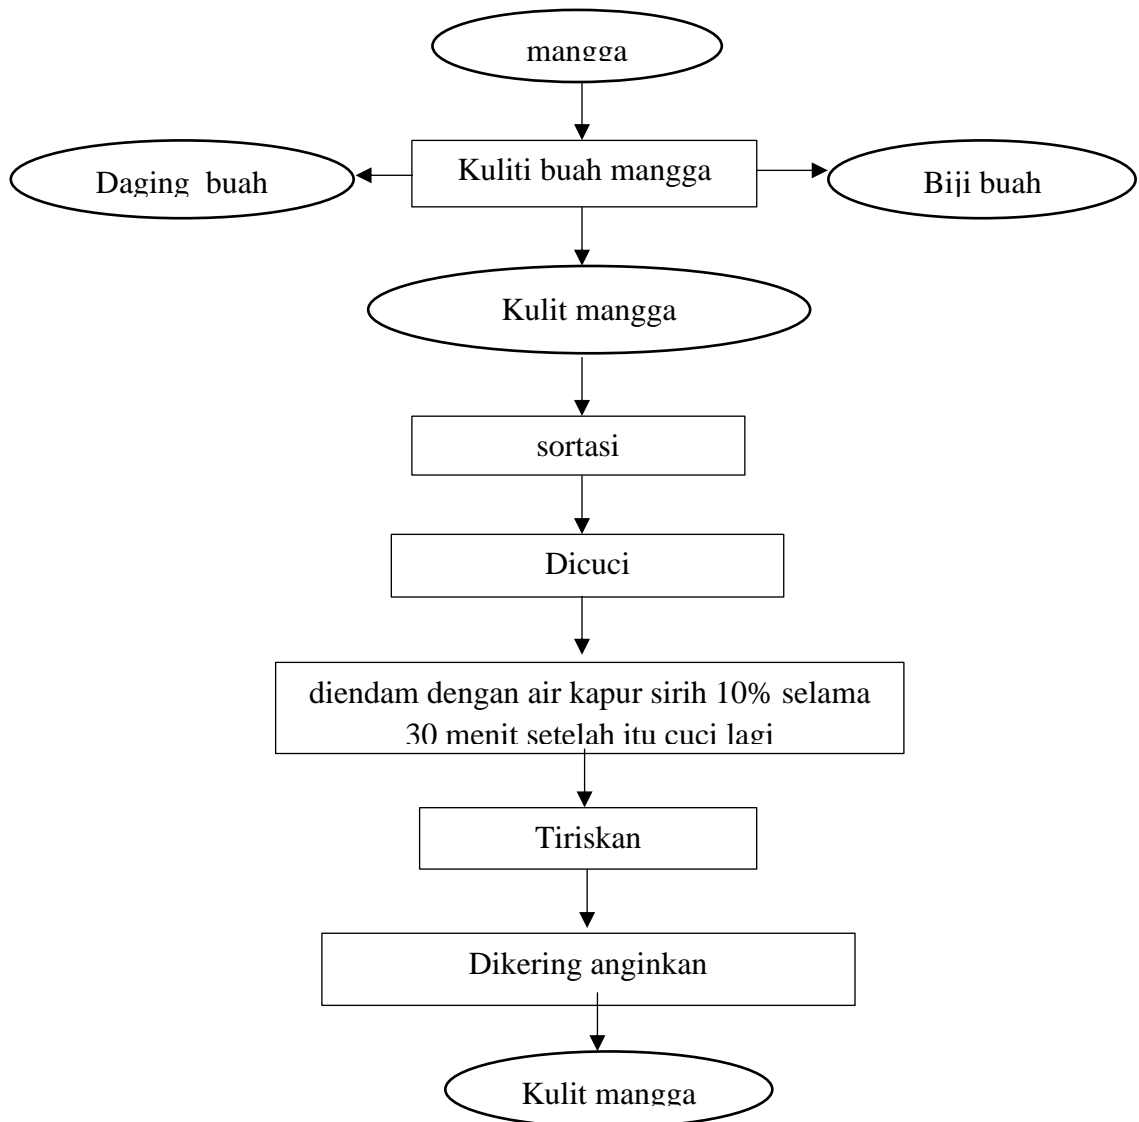 mangga
Daging buah
Kuliti buah mangga
Biji buah
Kulit mangga
sortasi
Dicuci
diendam dengan air kapur sirih 10% selama
30 menit setelah itu cuci lagi
Tiriskan
Dikering anginkan
Kulit mangga